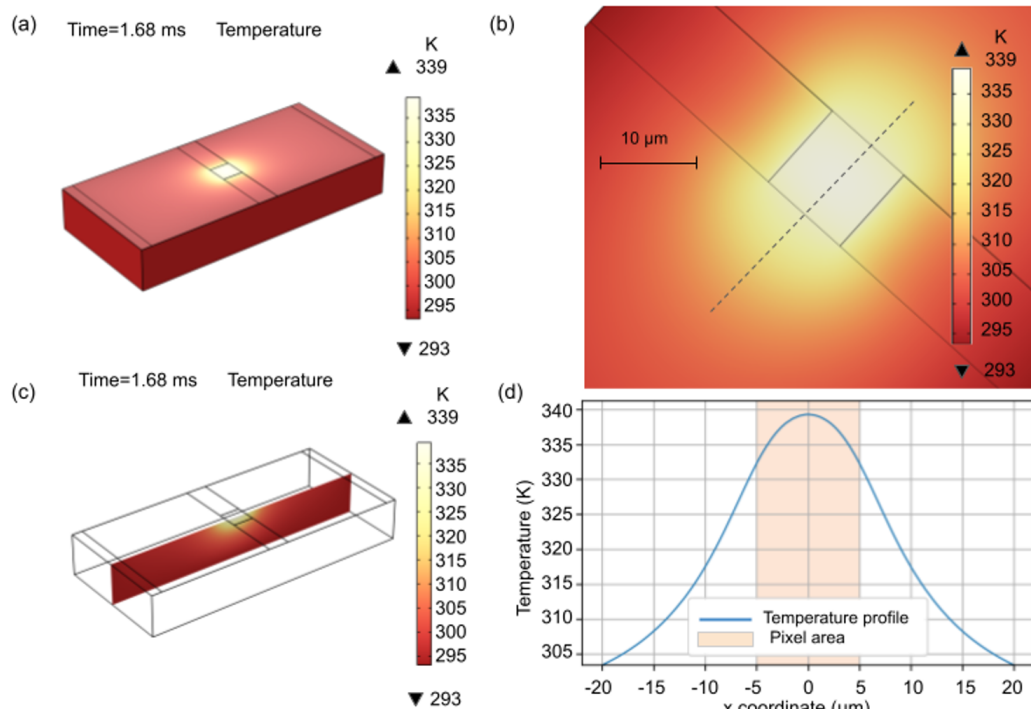 (a)
Time=1.68 ms Temperature
K
339
335
330
325
320
315
310
305
300
295
293
(b)
K
339
335
330
325
320
315
310
305
300
295
293
10 μm
(c)
Time=1.68 ms Temperature
K
339
335
330
325
320
315
310
305
300
295
293
(d)
Temperature (K)
340
335
330
325
320
315
310
305
Temperature profile
Pixel area
-20 -15 -10 -5 0 5 10 15 20
x coordinate (μm)